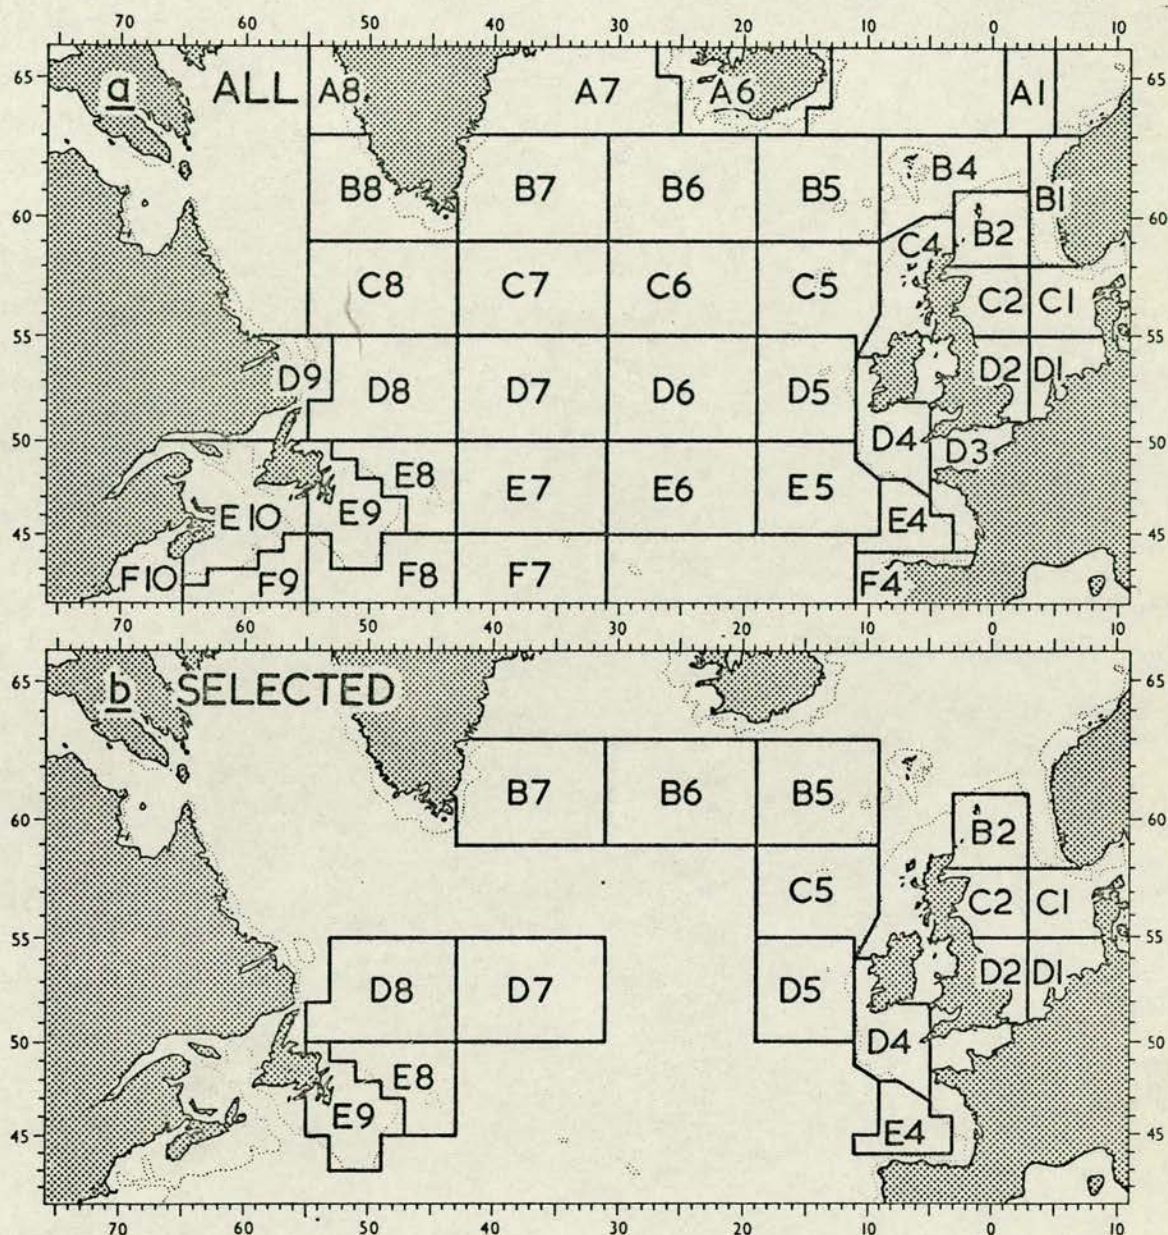 70 60 50 40 30 20 10 0 10
a ALL A8 A7 A6 A1
65 65
B8 B7 B6 B5 B4 B1
60 B2 60
C8 C7 C6 C5 C4 C2 C1
55 55
D9 D8 D7 D6 D5 D2 D1
50 D4 D3 50
E10 E9 E8 E7 E6 E5 E4
45 45
F10 F9 F8 F7 F4
70 60 50 40 30 20 10 0 10
b SELECTED
65 65
B7 B6 B5
60 B2 60
C5 C2 C1
55 55
D8 D7 D5 D2 D1
50 D4 50
E9 E8 E4
45 45
70 60 50 40 30 20 10 0 10